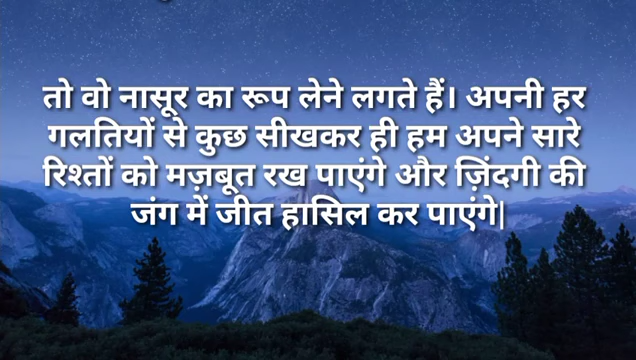 तो वो नासूर का रूप लेने लगते हैं। अपनी हर
गलतियों से कुछ सीखकर ही हम अपने सारे
रिश्तों को मज़बूत रख पाएंगे और ज़िंदगी की
जंग में जीत हासिल कर पाएंगे|